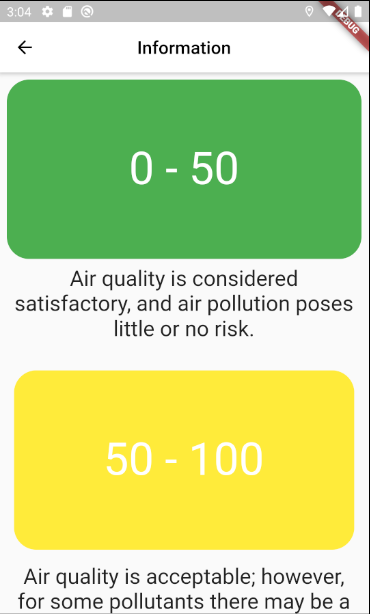 3:04
DEBUG
Information
0 - 50
Air quality is considered
satisfactory, and air pollution poses
little or no risk.
50 - 100
Air quality is acceptable; however,
for some pollutants there may be a